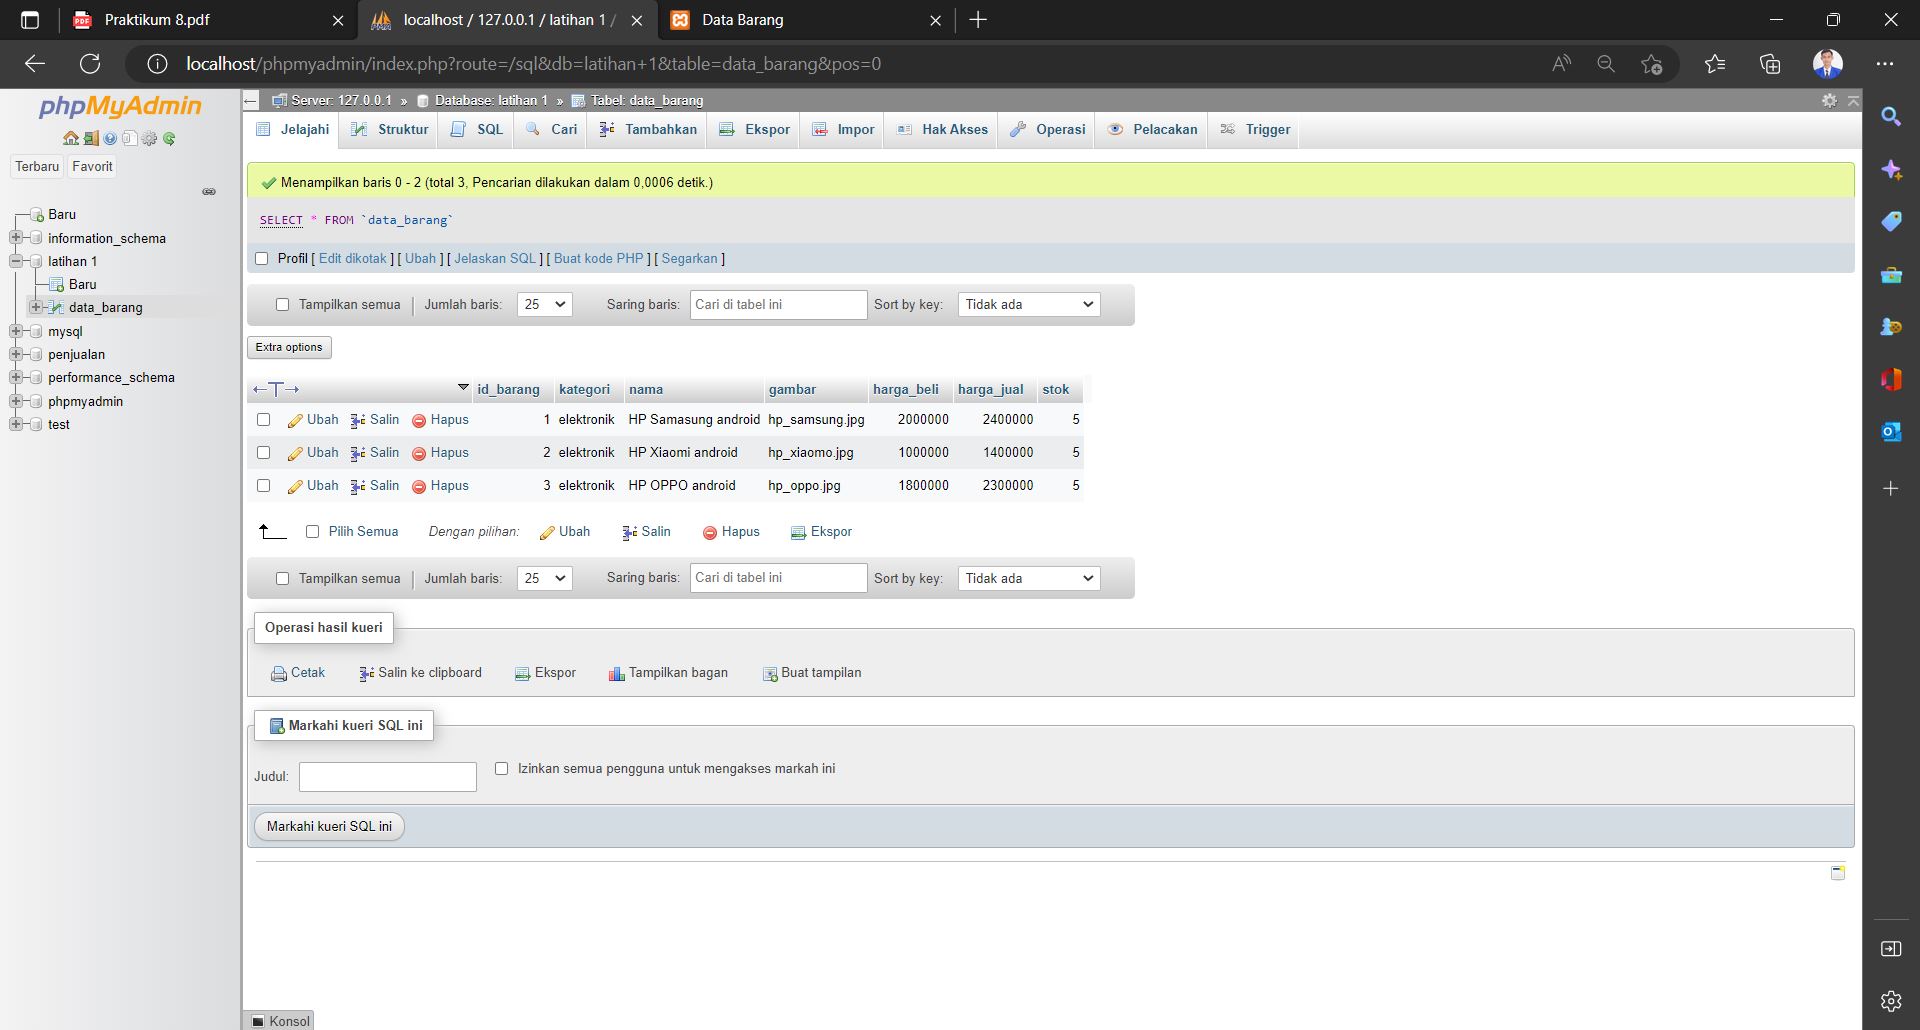 Praktikum 8.pdf
localhost / 127.0.0.1 / latihan 1 /
Data Barang
localhost/phpmyadmin/index.php?route=/sql&db=latihan+1&table=data_barang&pos=0
phpMyAdmin
Terbaru Favorit
Baru
information_schema
latihan 1
Baru
data_barang
mysql
penjualan
performance_schema
phpmyadmin
test
Server: 127.0.0.1 » Database: latihan 1 » Tabel: data_barang
Jelajahi Struktur SQL Cari Tambahkan Ekspor Impor Hak Akses Operasi Pelacakan Trigger
Menampilkan baris 0 - 2 (total 3, Pencarian dilakukan dalam 0,0006 detik.)
SELECT * FROM `data_barang`
Profil [ Edit dikotak ] [ Ubah ] [ Jelaskan SQL ] [ Buat kode PHP ] [ Segarkan ]
Tampilkan semua Jumlah baris: 25 Saring baris: Cari di tabel ini Sort by key: Tidak ada
Extra options
←T→ id_barang kategori nama gambar harga_beli harga_jual stok
Ubah Salin Hapus 1 elektronik HP Samasung android hp_samsung.jpg 2000000 2400000 5
Ubah Salin Hapus 2 elektronik HP Xiaomi android hp_xiaomo.jpg 1000000 1400000 5
Ubah Salin Hapus 3 elektronik HP OPPO android hp_oppo.jpg 1800000 2300000 5
Pilih Semua Dengan pilihan: Ubah Salin Hapus Ekspor
Tampilkan semua Jumlah baris: 25 Saring baris: Cari di tabel ini Sort by key: Tidak ada
Operasi hasil kueri
Cetak Salin ke clipboard Ekspor Tampilkan bagan Buat tampilan
Markahi kueri SQL ini
Judul: Izinkan semua pengguna untuk mengakses markah ini
Markahi kueri SQL ini
Konsol